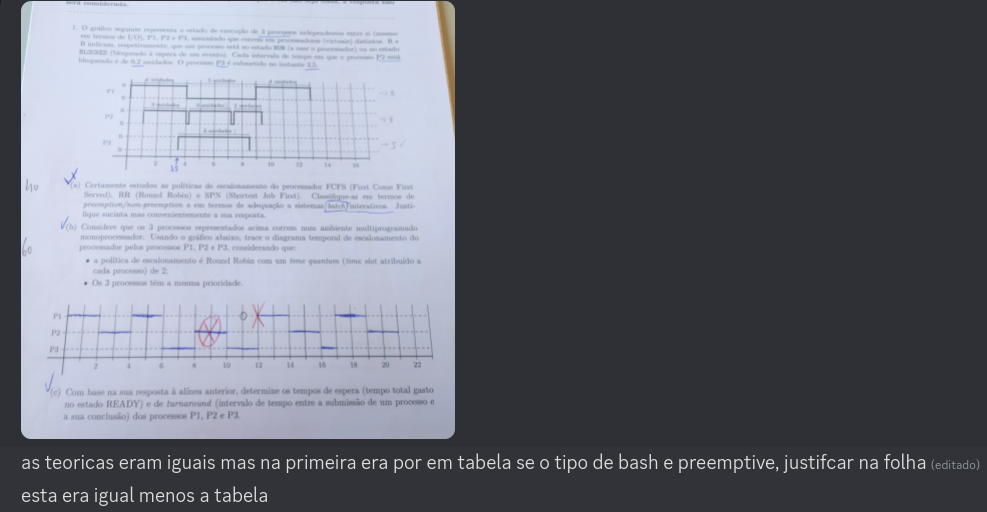 será considerada.
1. O gráfico seguinte representa o estado de execução de 3 processos independentes entre si (mesmo
em termos de I/O), P1, P2 e P3, assumindo que correm em processadores (virtuais) distintos. R e
B indicam, respetivamente, que um processo está no estado RUN (a usar o processador) ou no estado
BLOCKED (bloqueado à espera de um evento). Cada intervalo de tempo em que o processo P2 está
bloqueado é de 0.2 unidades. O processo P3 é submetido no instante 3.5.
4 unidades 5 unidades 4 unidades
P1 R B
3 unidades 3 unidades 2 unidades
P2 R B
5 unidades
P3 R B
2 4 6 8 10 12 14 16
3.5
(a) Certamente estudou as políticas de escalonamento do processador FCFS (First Come First
Served), RR (Round Robin) e SPN (Shortest Job First). Classifique-as em termos de
preemption/non-preemption e em termos de adequação a sistemas batch/interativos. Justi-
fique sucinta mas convenientemente a sua resposta.
(b) Considere que os 3 processos representados acima correm num ambiente multiprogramado
monoprocessador. Usando o gráfico abaixo, trace o diagrama temporal de escalonamento do
processador pelos processos P1, P2 e P3, considerando que:
• a política de escalonamento é Round Robin com um time quantum (time slot atribuído a
cada processo) de 2;
• Os 3 processos têm a mesma prioridade.
P1
P2
P3
2 4 6 8 10 12 14 16 18 20 22
(c) Com base na sua resposta à alínea anterior, determine os tempos de espera (tempo total gasto
no estado READY) e de turnaround (intervalo de tempo entre a submissão de um processo e
a sua conclusão) dos processos P1, P2 e P3.
as teoricas eram iguais mas na primeira era por em tabela se o tipo de bash e preemptive, justifcar na folha (editado)
esta era igual menos a tabela